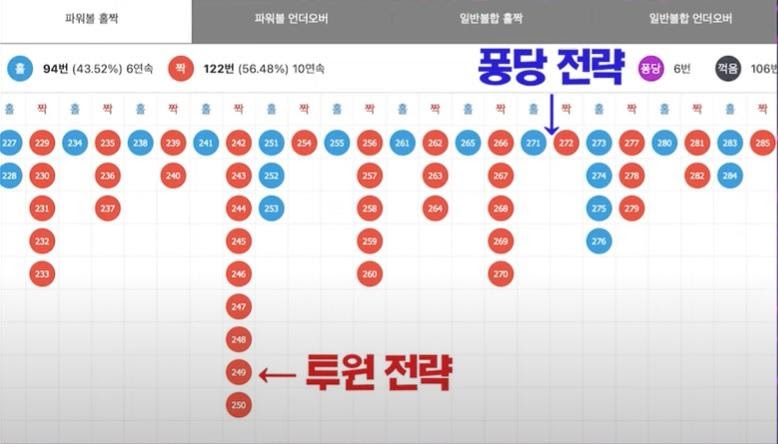 파워볼 홀짝 파워볼 언더오버 일반볼합 홀짝 일반볼합 언더오버
홀 94번 (43.52%) 6연속 짝 122번 (56.48%) 10연속 퐁당 6번 꺽음 106번
퐁당 전략
홀 짝 홀 짝 홀 짝 홀 짝 홀 짝 홀 짝 홀 짝 홀 짝 홀 짝 홀 짝 홀 짝 홀 짝
227 229 234 235 238 239 241 242 251 254 255 256 261 262 265 266 271 272 273 277 280 281 283 285
228 230 236 240 243 252 257 263 267 274 278 282 284
231 237 244 253 258 264 268 275 279
232 245 259 269 276
233 246 260 270
247
248
249 ← 투원 전략
250